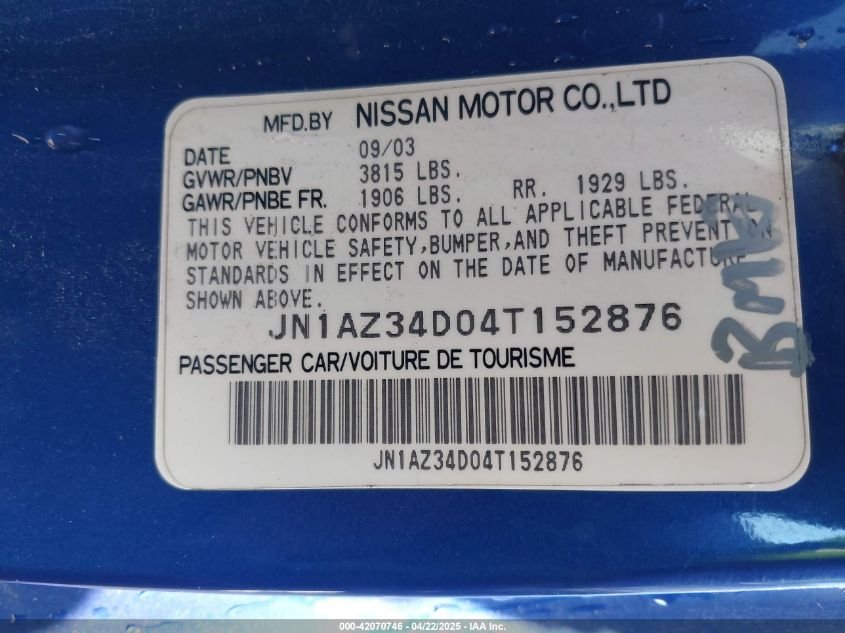 MFD.BY NISSAN MOTOR CO.,LTD
DATE 09/03
GVWR/PNBV 3815 LBS.
GAWR/PNBE FR. 1906 LBS. RR. 1929 LBS.
THIS VEHICLE CONFORMS TO ALL APPLICABLE FEDERAL
MOTOR VEHICLE SAFETY,BUMPER,AND THEFT PREVENTION
STANDARDS IN EFFECT ON THE DATE OF MANUFACTURE
SHOWN ABOVE.
JN1AZ34D04T152876
PASSENGER CAR/VOITURE DE TOURISME
JN1AZ34D04T152876
000-42070746 - 04/22/2025 - IAA Inc.